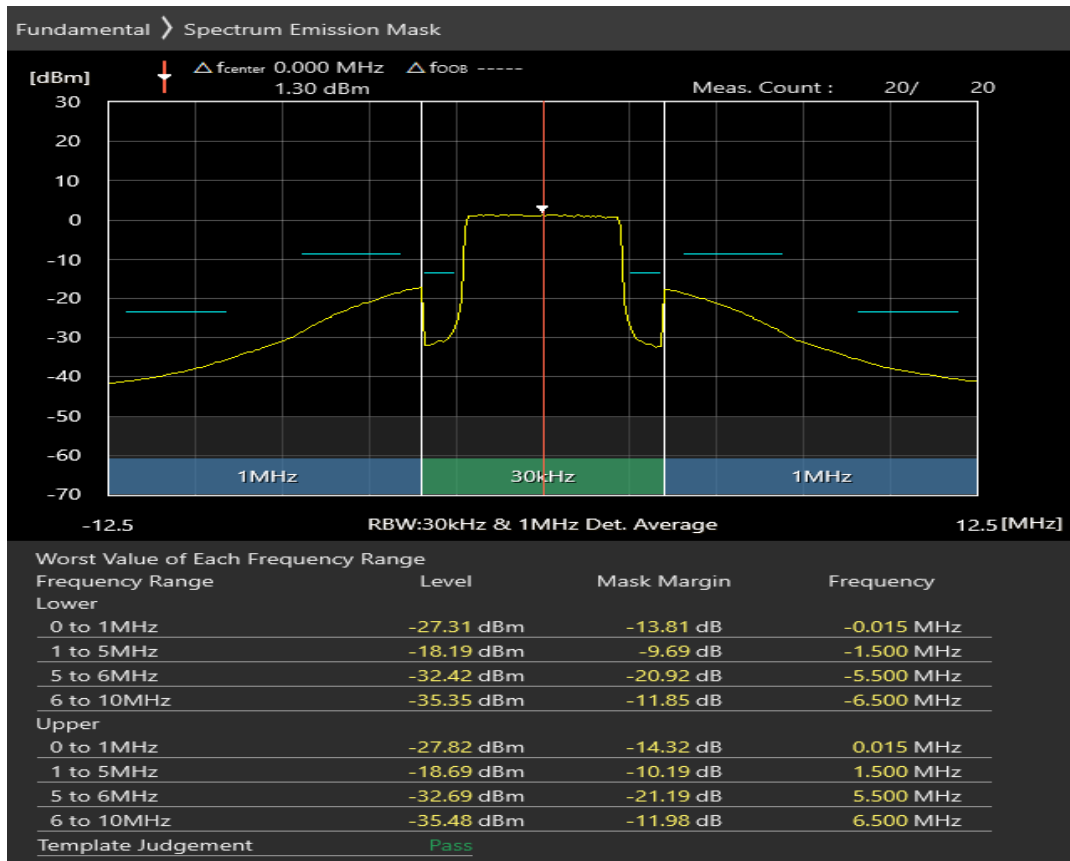 Fundamental 〉 Spectrum Emission Mask
[dBm] △ fcenter 0.000 MHz △ fOOB -----
1.30 dBm Meas. Count : 20/ 20
30
20
10
0
-10
-20
-30
-40
-50
-60
-70
1MHz 30kHz 1MHz
-12.5 RBW:30kHz & 1MHz Det. Average 12.5 [MHz]
Worst Value of Each Frequency Range
Frequency Range Level Mask Margin Frequency
Lower
0 to 1MHz -27.31 dBm -13.81 dB -0.015 MHz
1 to 5MHz -18.19 dBm -9.69 dB -1.500 MHz
5 to 6MHz -32.42 dBm -20.92 dB -5.500 MHz
6 to 10MHz -35.35 dBm -11.85 dB -6.500 MHz
Upper
0 to 1MHz -27.82 dBm -14.32 dB 0.015 MHz
1 to 5MHz -18.69 dBm -10.19 dB 1.500 MHz
5 to 6MHz -32.69 dBm -21.19 dB 5.500 MHz
6 to 10MHz -35.48 dBm -11.98 dB 6.500 MHz
Template Judgement Pass